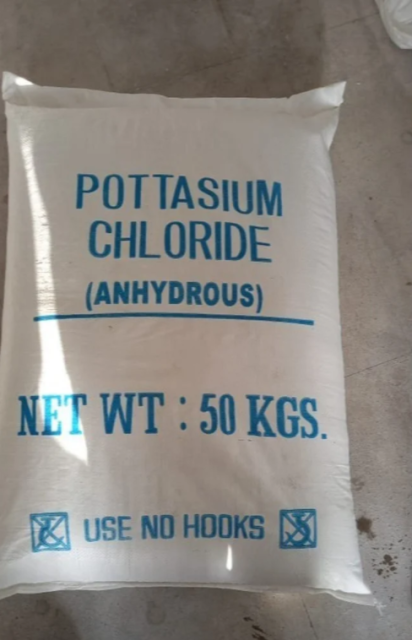 POTTASIUM
CHLORIDE
(ANHYDROUS)
NET WT : 50 KGS.
USE NO HOOKS